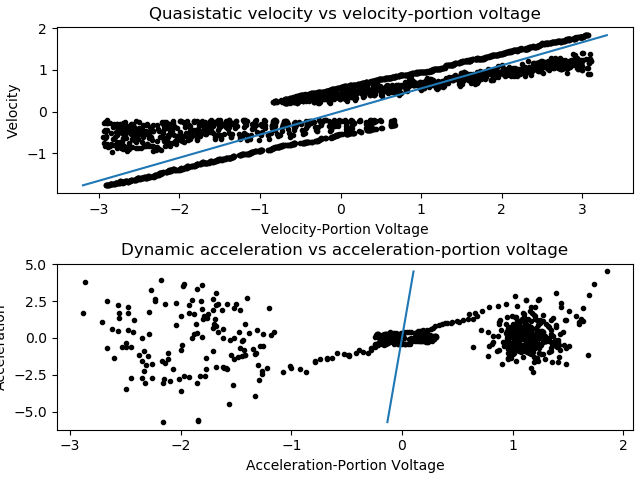 Quasistatic velocity vs velocity-portion voltage
2
1
0
−1
Velocity
−3 −2 −1 0 1 2 3
Velocity-Portion Voltage
Dynamic acceleration vs acceleration-portion voltage
5.0
2.5
0.0
−2.5
−5.0
Acceleration
−3 −2 −1 0 1 2
Acceleration-Portion Voltage